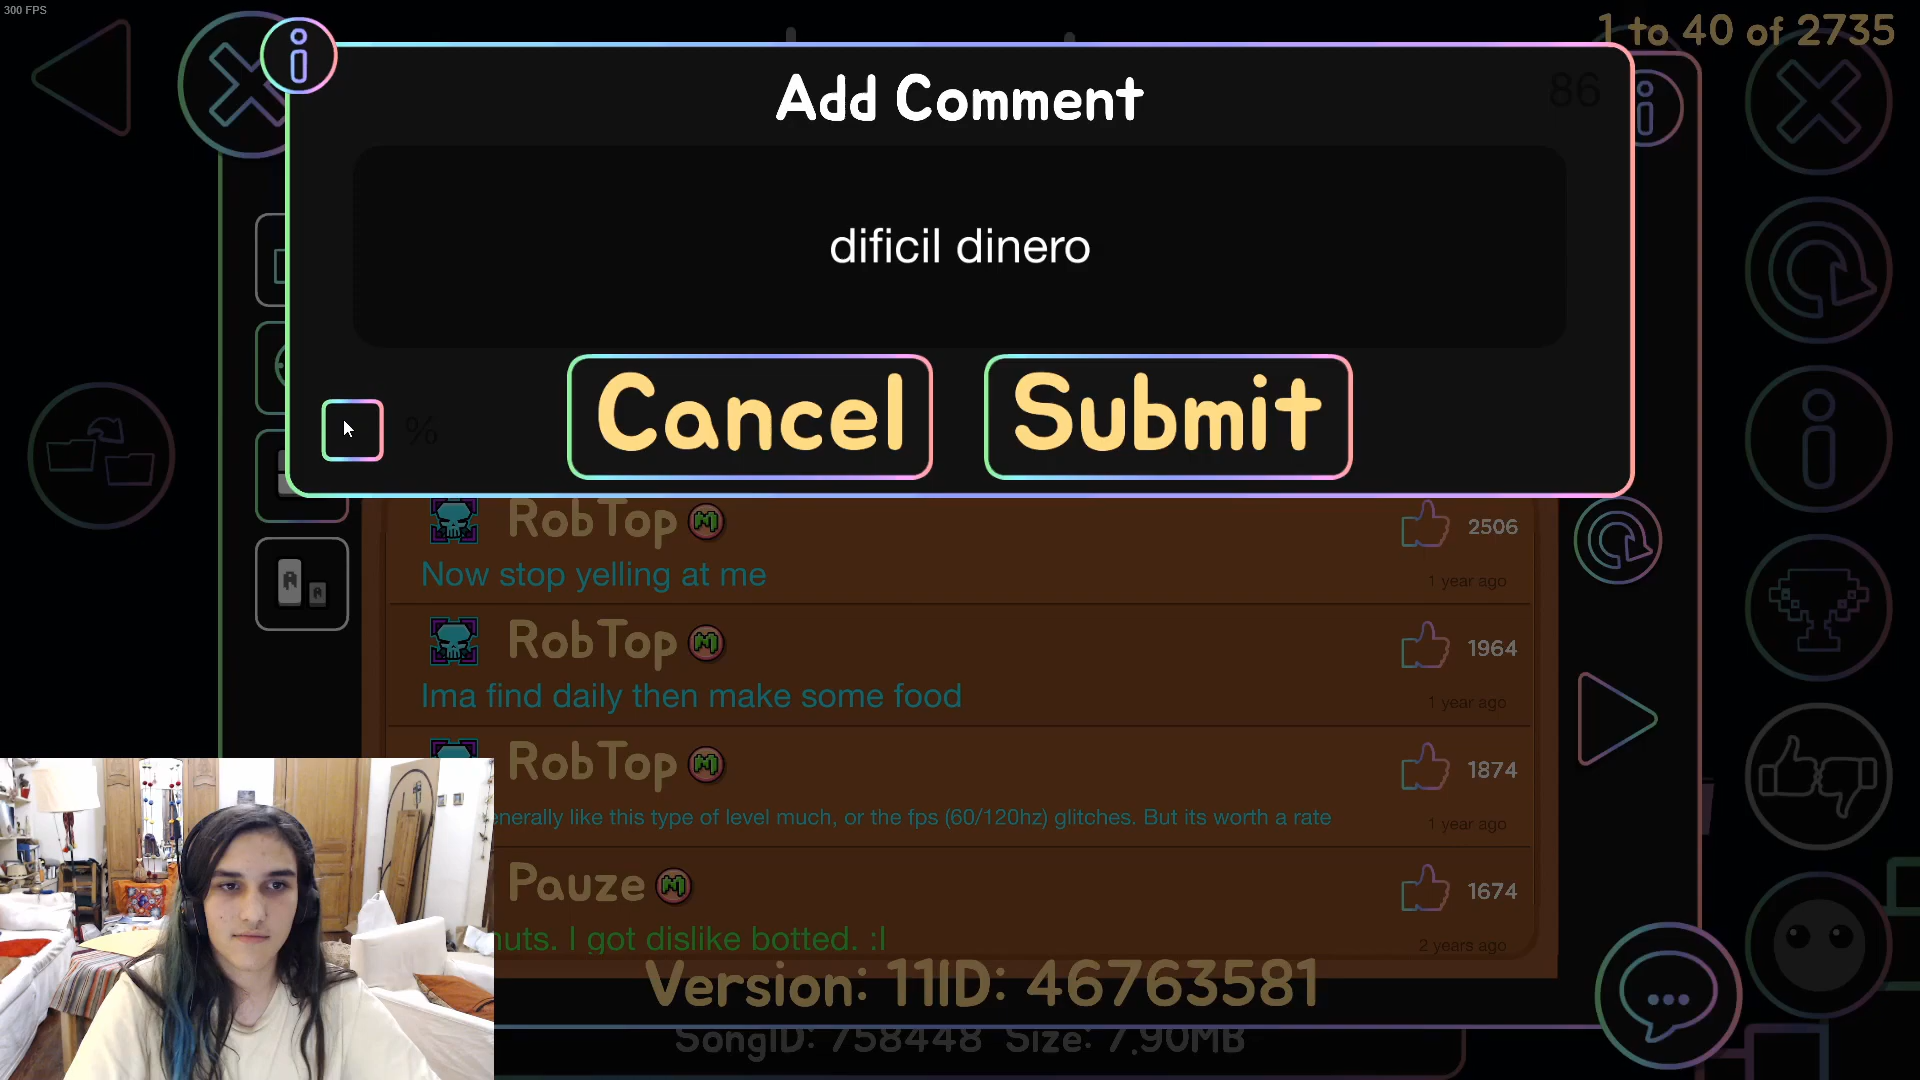 300 FPS
1 to 40 of 2735
Add Comment
86
dificil dinero
%
Cancel
Submit
RobTop
2506
Now stop yelling at me
1 year ago
RobTop
1964
Ima find daily then make some food
1 year ago
RobTop
1874
like this type of level much, or the fps (60/120hz) glitches. But its worth a rate
1 year ago
Pauze
1674
I got dislike botted. :l
2 years ago
Version: 11ID: 46763581
SongID: 758448 Size: 7.90MB